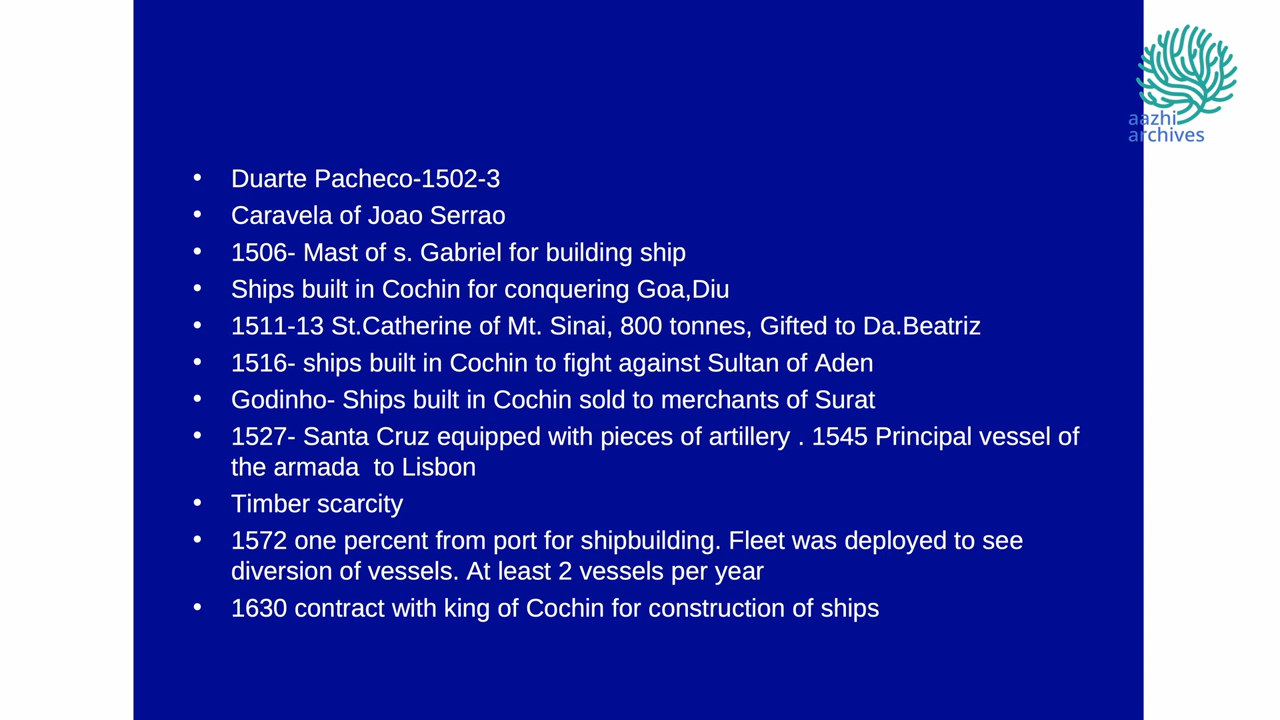 aazhi
archives
• Duarte Pacheco-1502-3
• Caravela of Joao Serrao
• 1506- Mast of s. Gabriel for building ship
• Ships built in Cochin for conquering Goa,Diu
• 1511-13 St.Catherine of Mt. Sinai, 800 tonnes, Gifted to Da.Beatriz
• 1516- ships built in Cochin to fight against Sultan of Aden
• Godinho- Ships built in Cochin sold to merchants of Surat
• 1527- Santa Cruz equipped with pieces of artillery . 1545 Principal vessel of
the armada  to Lisbon
• Timber scarcity
• 1572 one percent from port for shipbuilding. Fleet was deployed to see
diversion of vessels. At least 2 vessels per year
• 1630 contract with king of Cochin for construction of ships